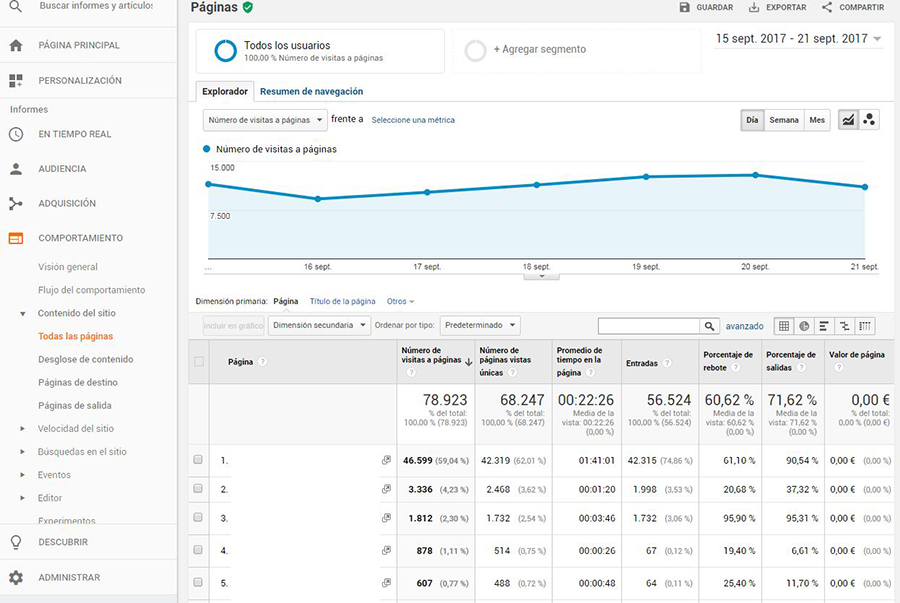 Buscar informes y artículos
PÁGINA PRINCIPAL
PERSONALIZACIÓN
Informes
EN TIEMPO REAL
AUDIENCIA
ADQUISICIÓN
COMPORTAMIENTO
Visión general
Flujo del comportamiento
Contenido del sitio
Todas las páginas
Desglose de contenido
Páginas de destino
Páginas de salida
Velocidad del sitio
Búsquedas en el sitio
Eventos
Editor
Experimentos
DESCUBRIR
ADMINISTRAR
Páginas
GUARDAR EXPORTAR COMPARTIR
Todos los usuarios
100,00 % Número de visitas a páginas
+ Agregar segmento
15 sept. 2017 - 21 sept. 2017
Explorador Resumen de navegación
Número de visitas a páginas frente a Seleccione una métrica
Día Semana Mes
Número de visitas a páginas
15.000
7.500
... 16 sept. 17 sept. 18 sept. 19 sept. 20 sept. 21 sept.
Dimensión primaria: Página Título de la página Otros
Incluir en gráfico Dimensión secundaria Ordenar por tipo: Predeterminado avanzado
Página ? Número de visitas a páginas ? Número de páginas vistas únicas ? Promedio de tiempo en la página ? Entradas ? Porcentaje de rebote ? Porcentaje de salidas ? Valor de página ?
78.923 68.247 00:22:26 56.524 60,62 % 71,62 % 0,00 €
% del total: 100,00 % (78.923) % del total: 100,00 % (68.247) Media de la vista: 00:22:26 (0,00 %) % del total: 100,00 % (56.524) Media de la vista: 60,62 % (0,00 %) Media de la vista: 71,62 % (0,00 %) % del total: 0,00 % (0,00 €)
1. 46.599 (59,04 %) 42.319 (62,01 %) 01:41:01 42.315 (74,86 %) 61,10 % 90,54 % 0,00 € (0,00 %)
2. 3.336 (4,23 %) 2.468 (3,62 %) 00:01:20 1.998 (3,53 %) 20,68 % 37,32 % 0,00 € (0,00 %)
3. 1.812 (2,30 %) 1.732 (2,54 %) 00:03:46 1.732 (3,06 %) 95,90 % 95,31 % 0,00 € (0,00 %)
4. 878 (1,11 %) 514 (0,75 %) 00:00:26 67 (0,12 %) 19,40 % 6,61 % 0,00 € (0,00 %)
5. 607 (0,77 %) 488 (0,72 %) 00:00:48 64 (0,11 %) 25,40 % 11,70 % 0,00 € (0,00 %)